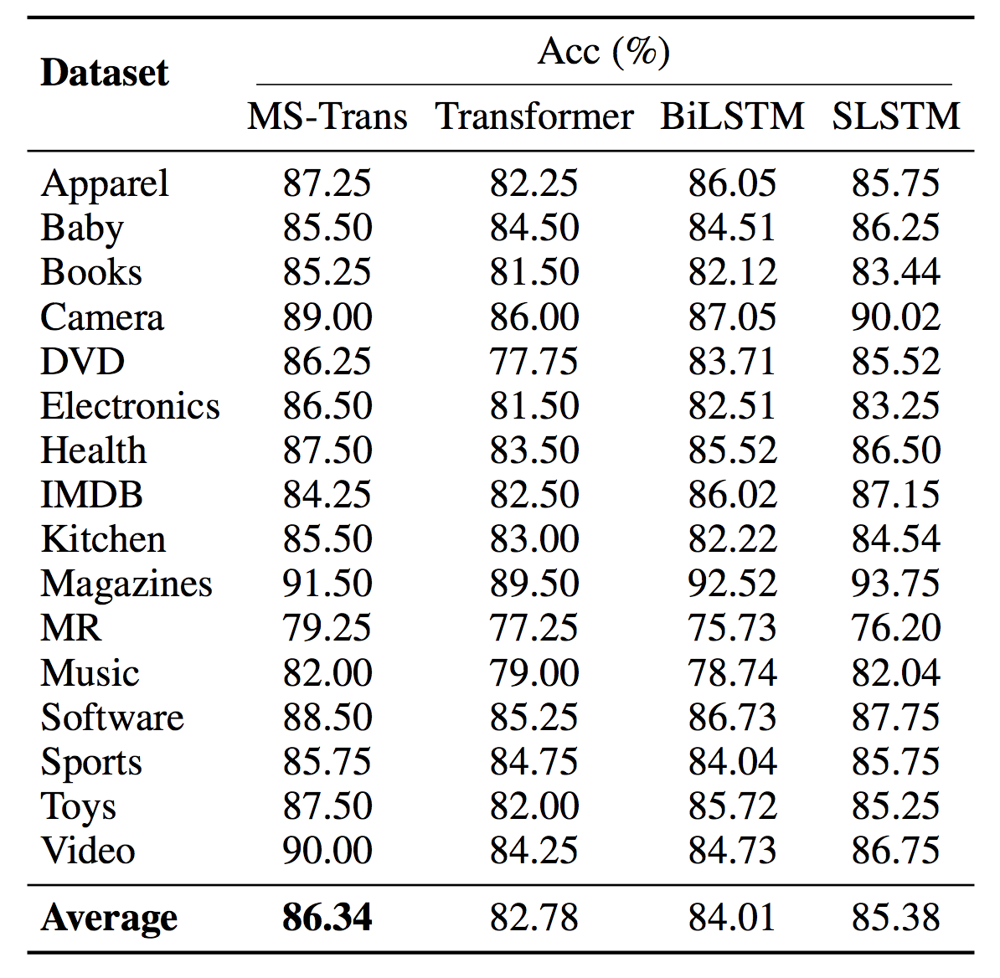 Dataset Acc (%)
MS-Trans Transformer BiLSTM SLSTM
Apparel 87.25 82.25 86.05 85.75
Baby 85.50 84.50 84.51 86.25
Books 85.25 81.50 82.12 83.44
Camera 89.00 86.00 87.05 90.02
DVD 86.25 77.75 83.71 85.52
Electronics 86.50 81.50 82.51 83.25
Health 87.50 83.50 85.52 86.50
IMDB 84.25 82.50 86.02 87.15
Kitchen 85.50 83.00 82.22 84.54
Magazines 91.50 89.50 92.52 93.75
MR 79.25 77.25 75.73 76.20
Music 82.00 79.00 78.74 82.04
Software 88.50 85.25 86.73 87.75
Sports 85.75 84.75 84.04 85.75
Toys 87.50 82.00 85.72 85.25
Video 90.00 84.25 84.73 86.75
Average 86.34 82.78 84.01 85.38